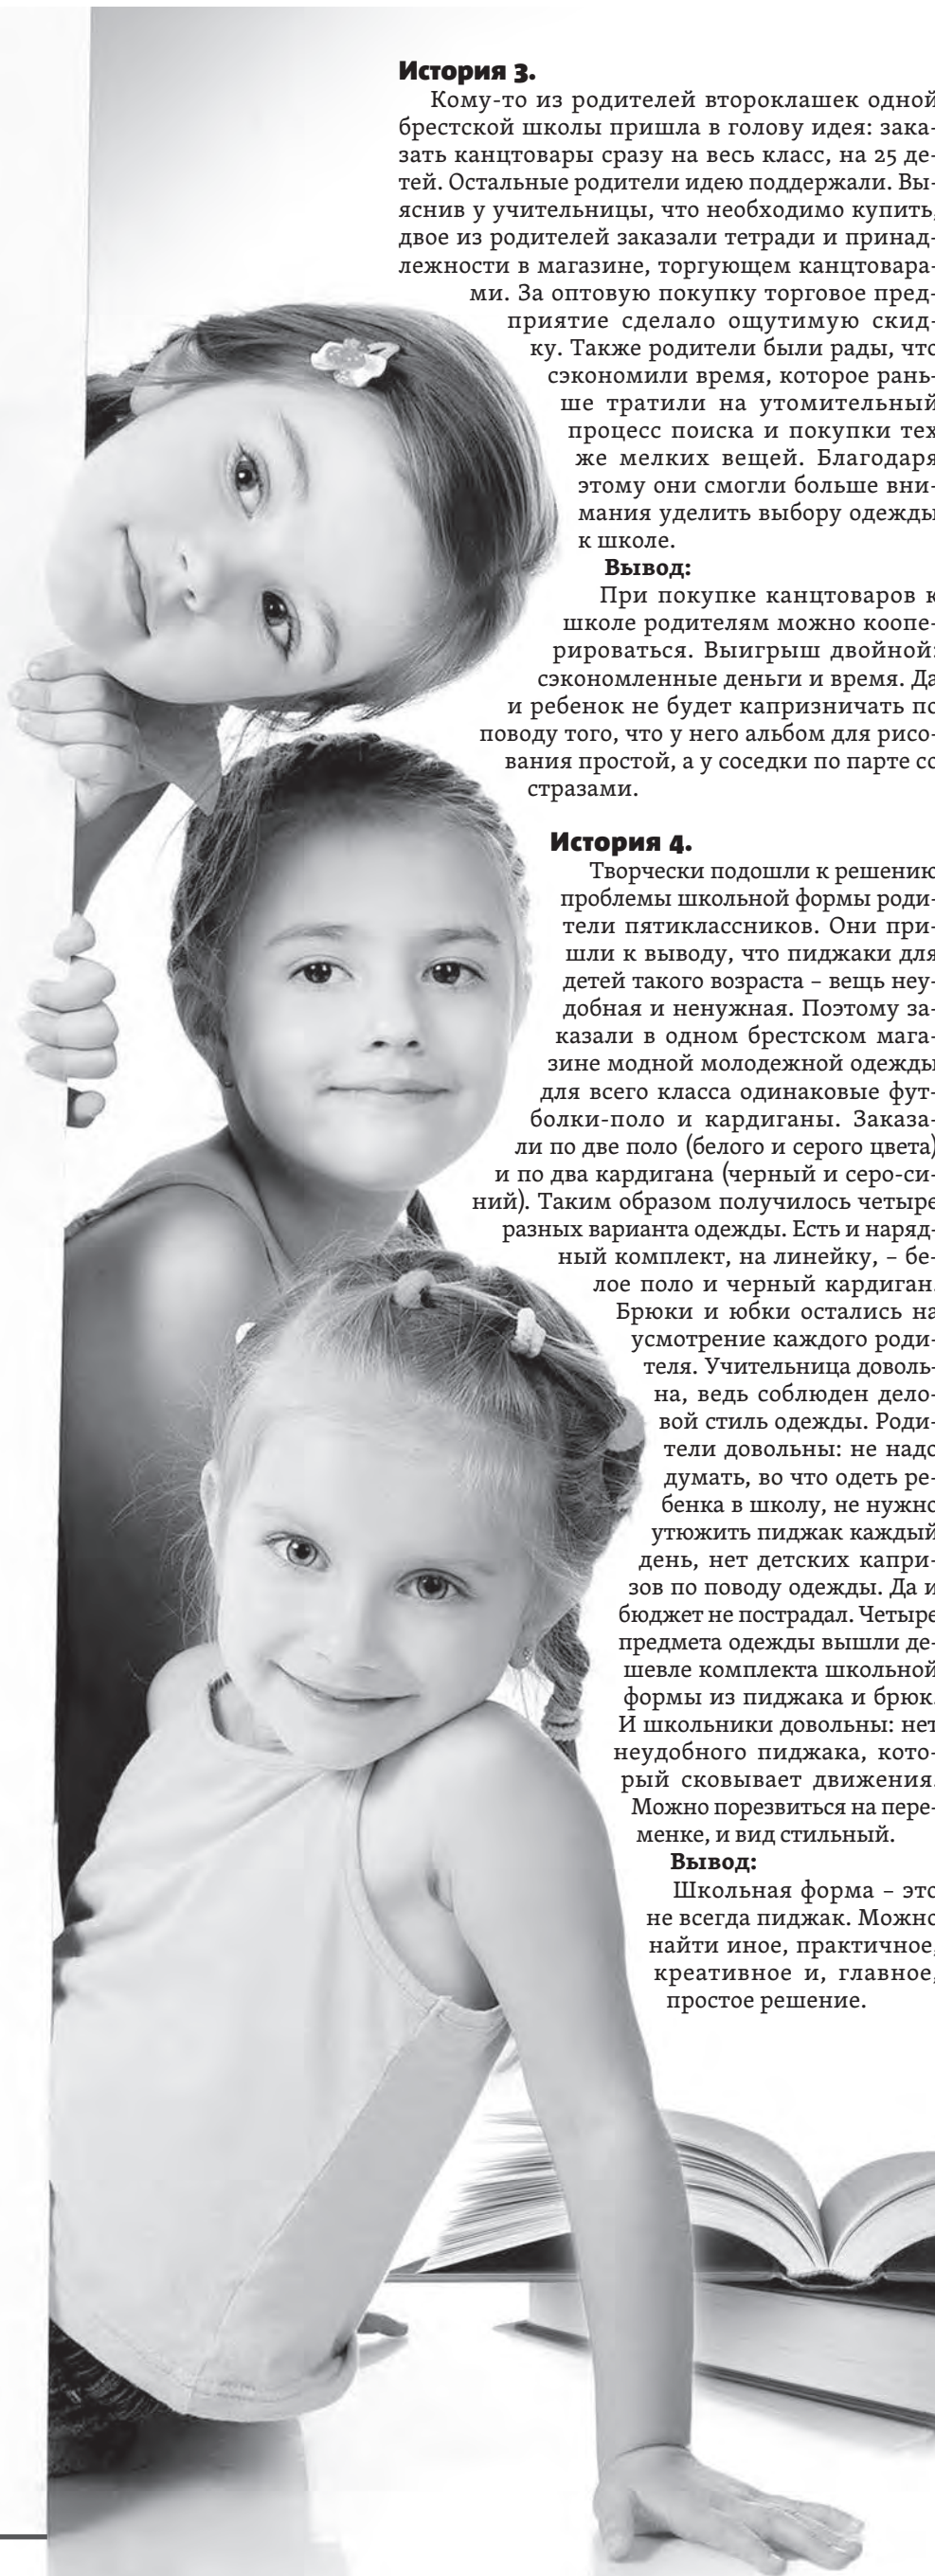 История 3.
Кому-то из родителей второклашек одной
брестской школы пришла в голову идея: зака-
зать канцтовары сразу на весь класс, на 25 де-
тей. Остальные родители идею поддержали. Вы-
яснив у учительницы, что необходимо купить,
двое из родителей заказали тетради и принад-
лежности в магазине, торгующем канцтовара-
ми. За оптовую покупку торговое пред-
приятие сделало ощутимую скид-
ку. Также родители были рады, что
сэкономили время, которое рань-
ше тратили на утомительный
процесс поиска и покупки тех
же мелких вещей. Благодаря
этому они смогли больше вни-
мания уделить выбору одежды
к школе.
Вывод:
При покупке канцтоваров к
школе родителям можно коопе-
рироваться. Выигрыш двойной:
сэкономленные деньги и время. Да
и ребенок не будет капризничать по
поводу того, что у него альбом для рисо-
вания простой, а у соседки по парте со
стразами.
История 4.
Творчески подошли к решению
проблемы школьной формы роди-
тели пятиклассников. Они при-
шли к выводу, что пиджаки для
детей такого возраста – вещь неу-
добная и ненужная. Поэтому за-
казали в одном брестском мага-
зине модной молодежной одежды
для всего класса одинаковые фут-
болки-поло и кардиганы. Заказа-
ли по две поло (белого и серого цвета)
и по два кардигана (черный и серо-си-
ний). Таким образом получилось четыре
разных варианта одежды. Есть и наряд-
ный комплект, на линейку, – бе-
лое поло и черный кардиган.
Брюки и юбки остались на
усмотрение каждого роди-
теля. Учительница доволь-
на, ведь соблюден дело-
вой стиль одежды. Роди-
тели довольны: не надо
думать, во что одеть ре-
бенка в школу, не нужно
утюжить пиджак каждый
день, нет детских капри-
зов по поводу одежды. Да и
бюджет не пострадал. Четыре
предмета одежды вышли де-
шевле комплекта школьной
формы из пиджака и брюк.
И школьники довольны: нет
неудобного пиджака, кото-
рый сковывает движения.
Можно порезвиться на пере-
менке, и вид стильный.
Вывод:
Школьная форма – это
не всегда пиджак. Можно
найти иное, практичное,
креативное и, главное,
простое решение.